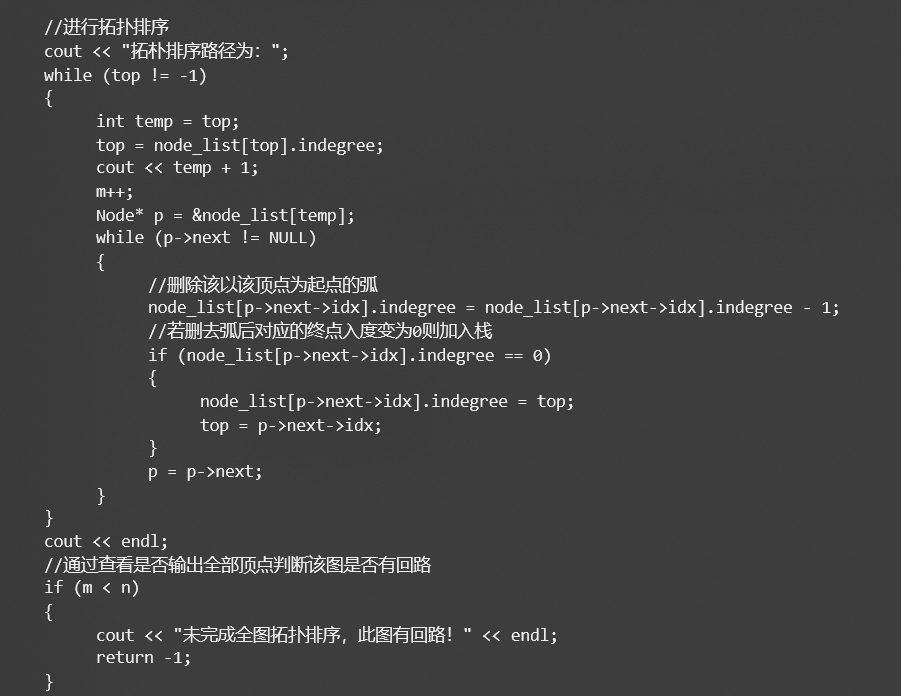 //进行拓扑排序
cout << "拓朴排序路径为: ";
while (top != -1)
{
int temp = top;
top = node_list[top].indegree;
cout << temp + 1;
m++;
Node* p = &node_list[temp];
while (p->next != NULL)
{
//删除该以该顶点为起点的弧
node_list[p->next->idx].indegree = node_list[p->next->idx].indegree - 1;
//若删去弧后对应的终点入度变为0则加入栈
if (node_list[p->next->idx].indegree == 0)
{
node_list[p->next->idx].indegree = top;
top = p->next->idx;
}
p = p->next;
}
}
cout << endl;
//通过查看是否输出全部顶点判断该图是否有回路
if (m < n)
{
cout << "未完成全图拓扑排序，此图有回路！" << endl;
return -1;
}